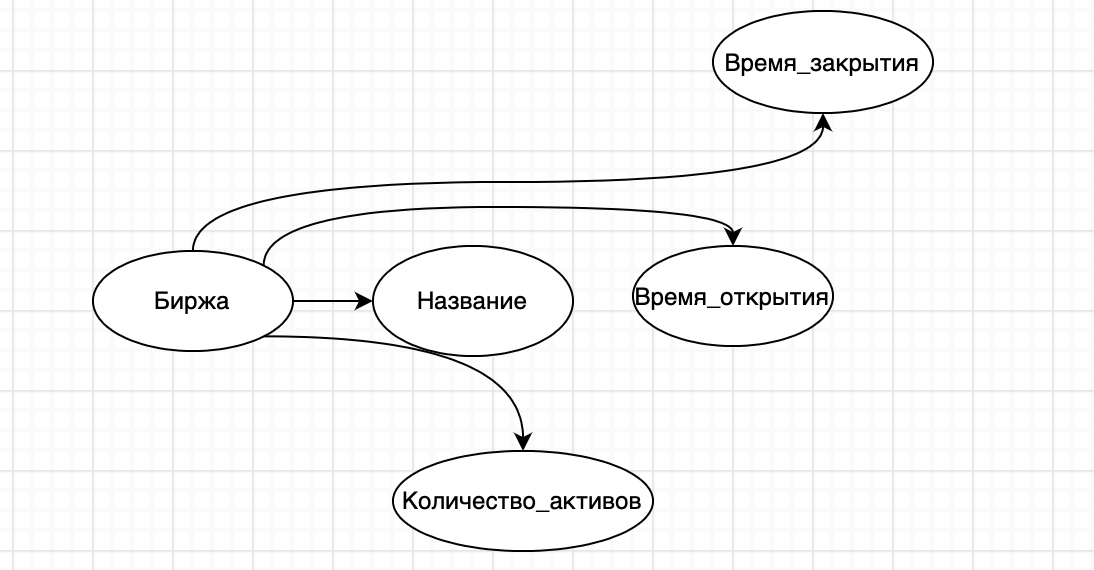 Время_закрытия
Биржа
Название
Время_открытия
Количество_активов